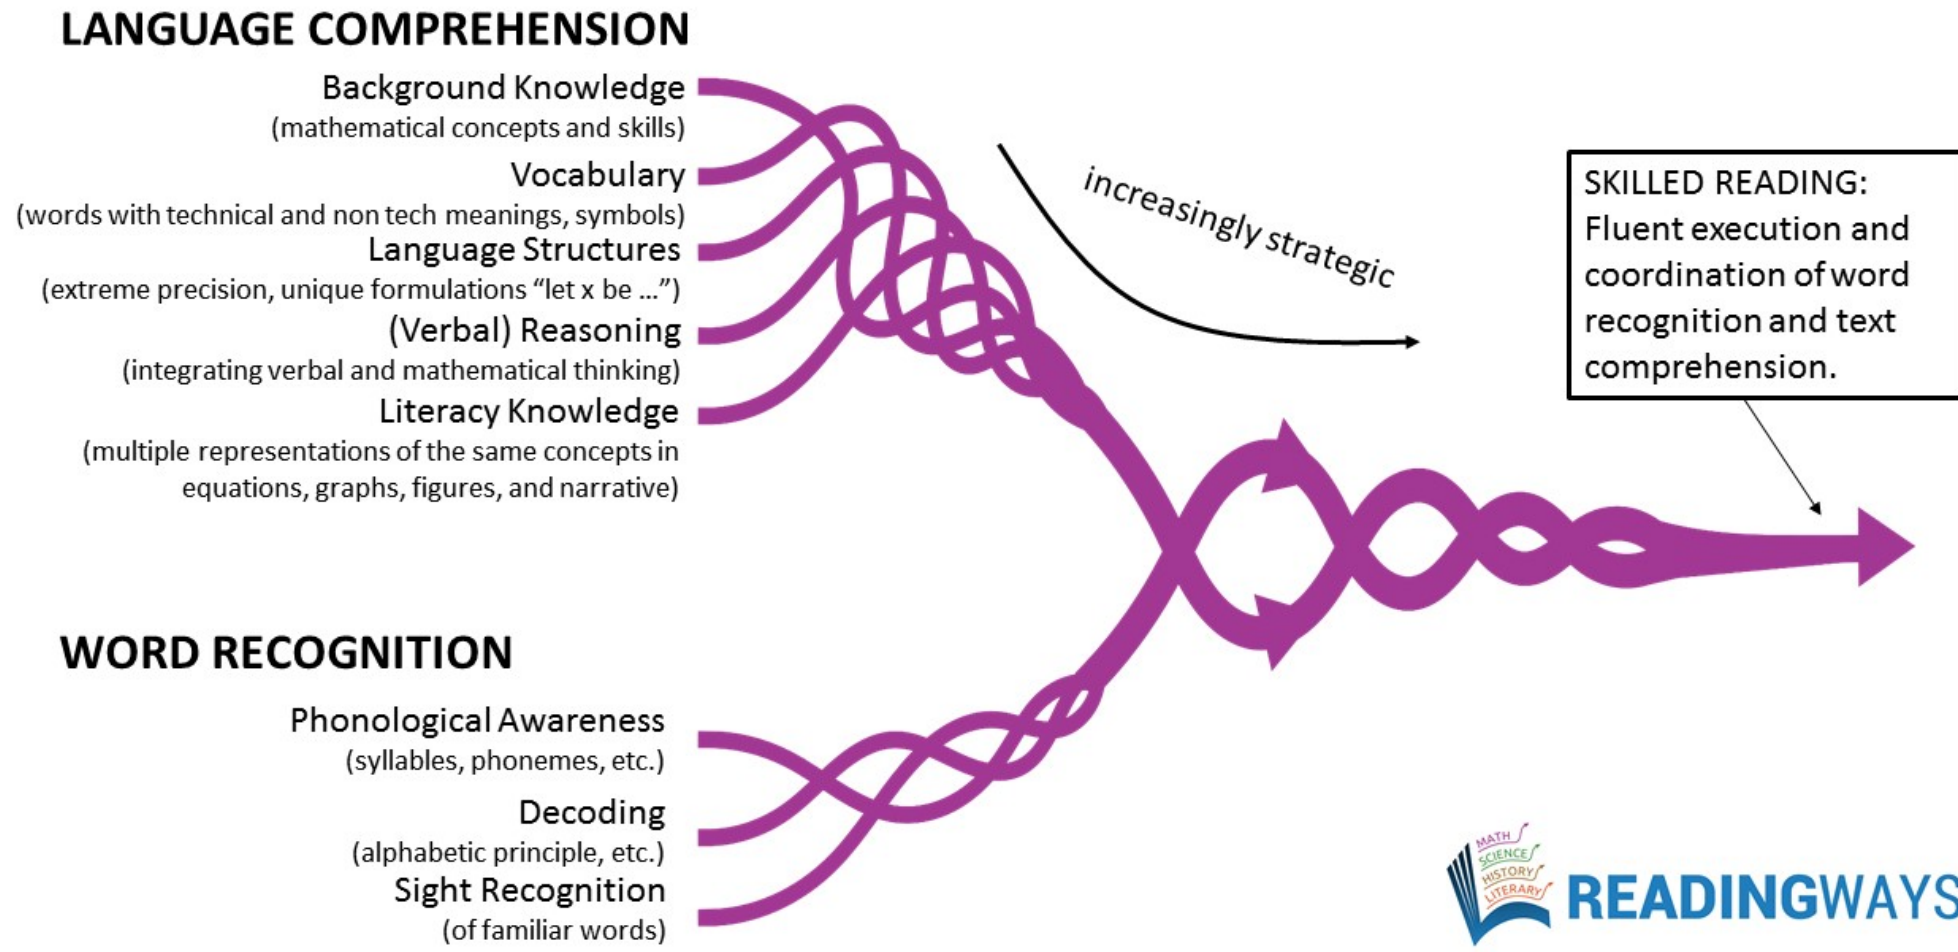 LANGUAGE COMPREHENSION
Background Knowledge
(mathematical concepts and skills)
Vocabulary
(words with technical and non tech meanings, symbols)
Language Structures
(extreme precision, unique formulations “let x be ...”)
(Verbal) Reasoning
(integrating verbal and mathematical thinking)
Literacy Knowledge
(multiple representations of the same concepts in
equations, graphs, figures, and narrative)
increasingly strategic
SKILLED READING:
Fluent execution and
coordination of word
recognition and text
comprehension.
WORD RECOGNITION
Phonological Awareness
(syllables, phonemes, etc.)
Decoding
(alphabetic principle, etc.)
Sight Recognition
(of familiar words)
MATH
SCIENCE
HISTORY
LITERARY
READINGWAYS